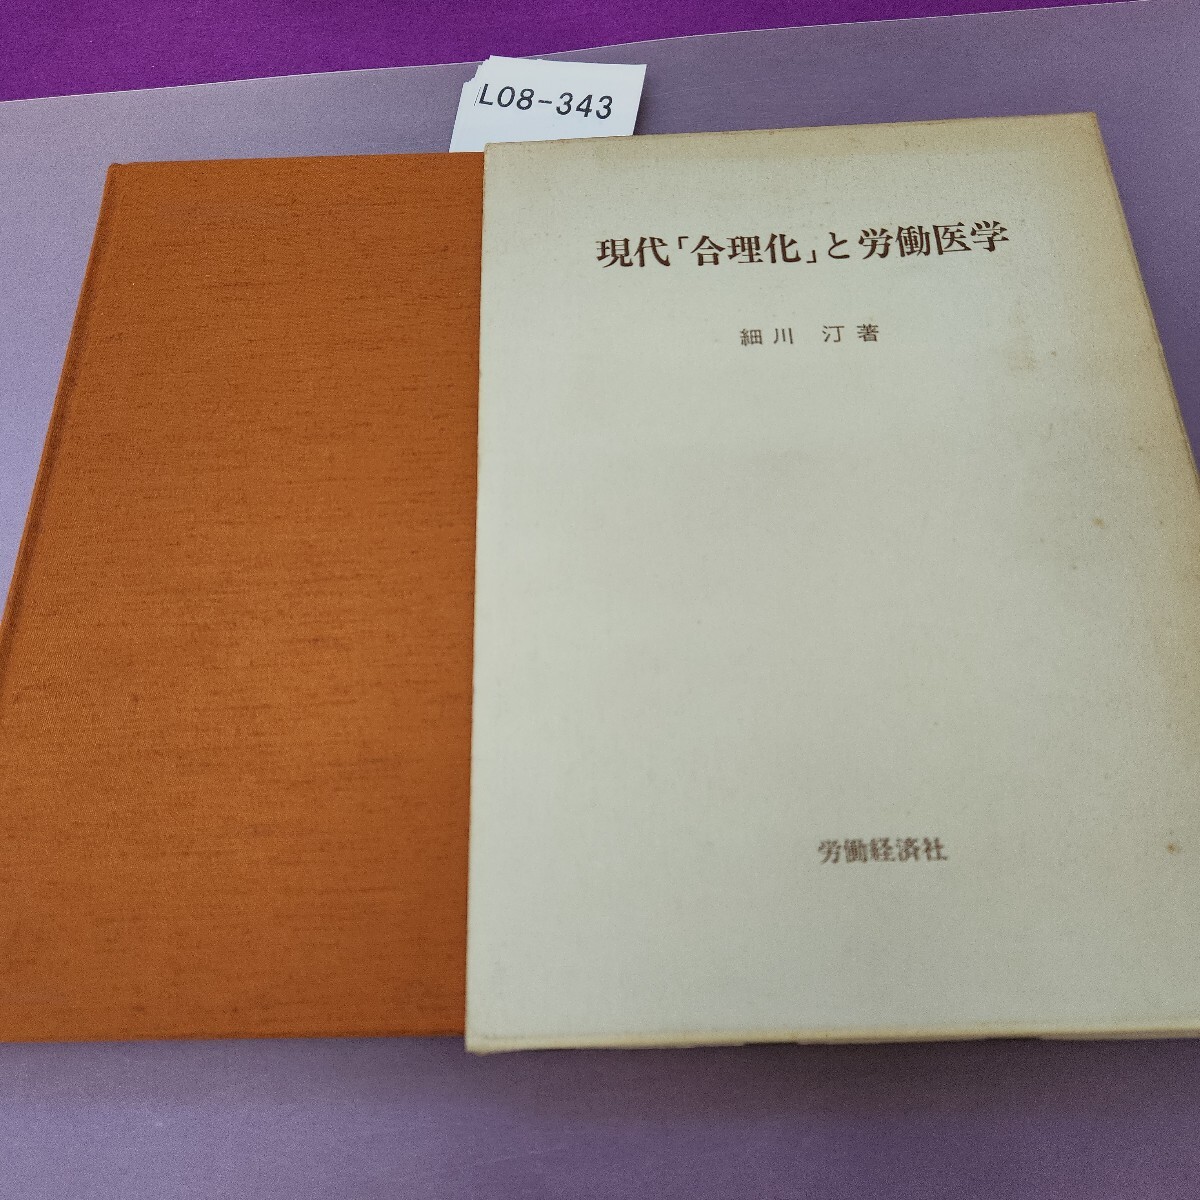 L08-343
現代「合理化」と労働医学
細川 汀著
労働経済社